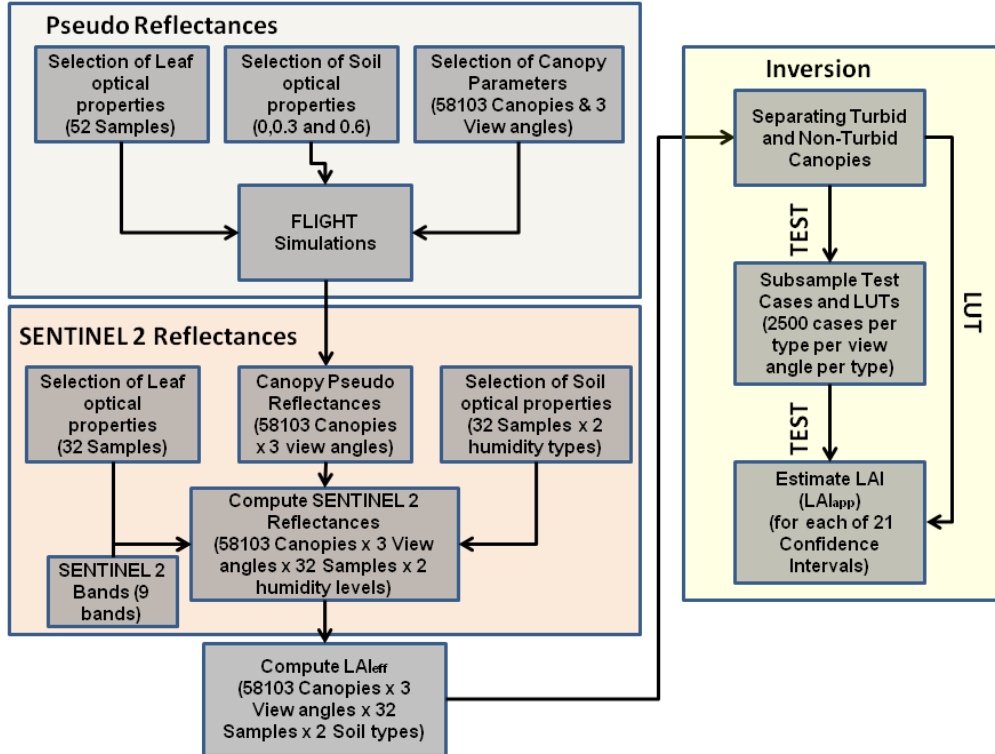 Pseudo Reflectances
Selection of Leaf
optical
properties
(52 Samples)
Selection of Soil
optical
properties
(0,0.3 and 0.6)
Selection of Canopy
Parameters
(58103 Canopies & 3
View angles)
FLIGHT
Simulations
SENTINEL 2 Reflectances
Selection of Leaf
optical
properties
(32 Samples)
Canopy Pseudo
Reflectances
(58103 Canopies
x 3 view angles)
Selection of Soil
optical properties
(32 Samples x 2
humidity types)
Compute SENTINEL 2
Reflectances
(58103 Canopies x 3 View
angles x 32 Samples x 2
humidity levels)
SENTINEL 2
Bands (9
bands)
Compute LAIeff
(58103 Canopies x 3
View angles x 32
Samples x 2 Soil types)
Inversion
Separating Turbid
and Non-Turbid
Canopies
TEST
LUT
Subsample Test
Cases and LUTs
(2500 cases per
type per view
angle per type)
TEST
Estimate LAI
(LAIapp)
(for each of 21
Confidence
Intervals)